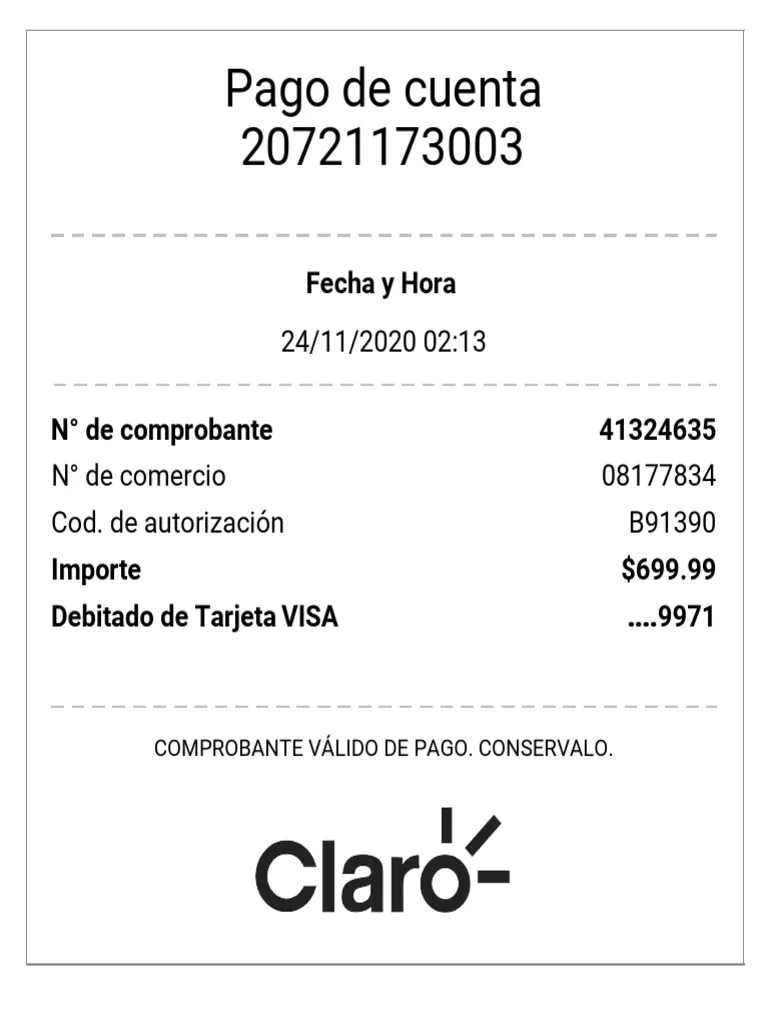 Pago de cuenta
20721173003
Fecha y Hora
24/11/2020 02:13
N° de comprobante 41324635
N° de comercio 08177834
Cod. de autorización B91390
Importe $699.99
Debitado de Tarjeta VISA ....9971
COMPROBANTE VÁLIDO DE PAGO. CONSERVALO.
Claro